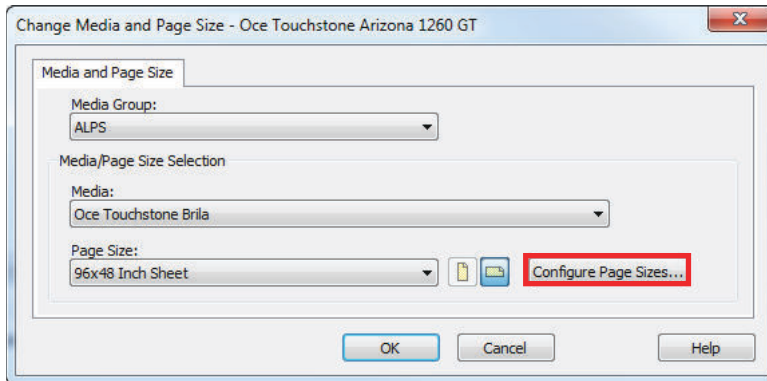 Change Media and Page Size - Oce Touchstone Arizona 1260 GT
Media and Page Size
Media Group:
ALPS
Media/Page Size Selection
Media:
Oce Touchstone Brila
Page Size:
96x48 Inch Sheet
Configure Page Sizes...
OK
Cancel
Help